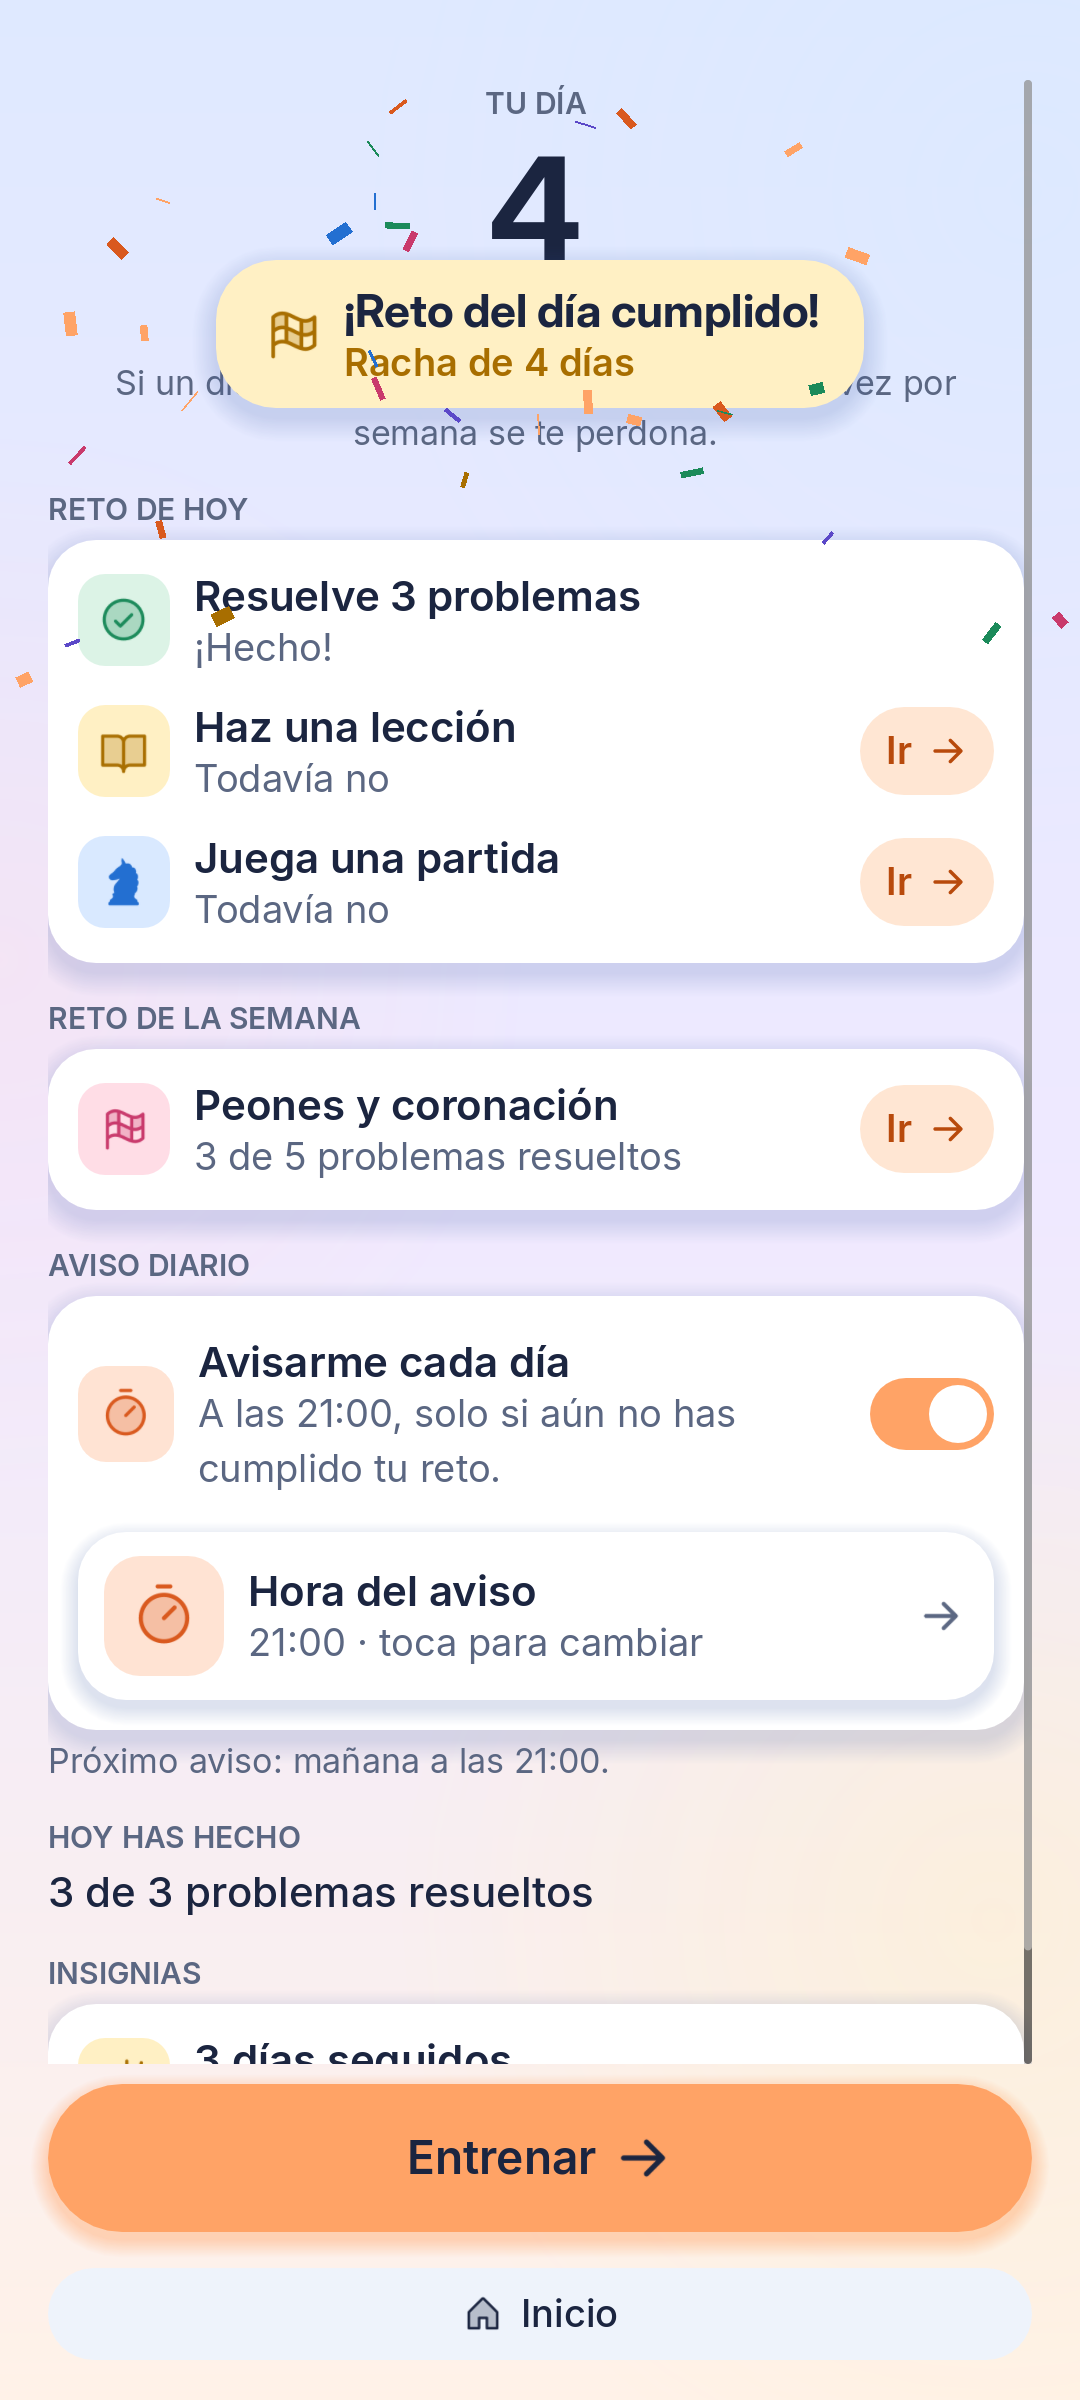 TU DÍA
4
¡Reto del día cumplido!
Racha de 4 días
Si un vez por
semana se te perdona.
RETO DE HOY
Resuelve 3 problemas
¡Hecho!
Haz una lección
Todavía no
Ir
Juega una partida
Todavía no
Ir
RETO DE LA SEMANA
Peones y coronación
3 de 5 problemas resueltos
Ir
AVISO DIARIO
Avisarme cada día
A las 21:00, solo si aún no has
cumplido tu reto.
Hora del aviso
21:00 · toca para cambiar
Próximo aviso: mañana a las 21:00.
HOY HAS HECHO
3 de 3 problemas resueltos
INSIGNIAS
3 días seguidos
Entrenar
Inicio